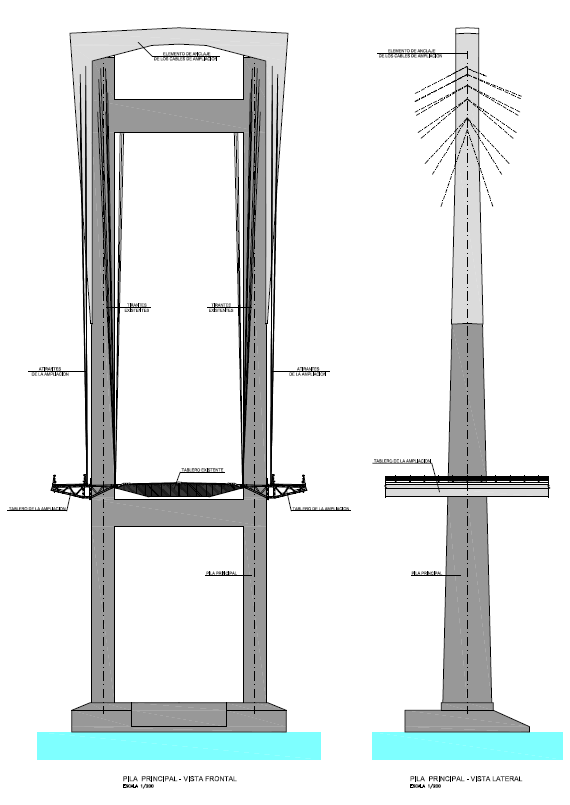 ELEMENTO DE ANCLAJE
DE LOS CABLES DE AMPLIACION
ELEMENTO DE ANCLAJE
DE LOS CABLES DE AMPLIACION
TIRANTES
EXISTENTES
TIRANTES
EXISTENTES
ATIRANTES
DE LA AMPLIACION
ATIRANTES
DE LA AMPLIACION
TABLERO EXISTENTE
TABLERO DE LA AMPLIACION
TABLERO DE LA AMPLIACION
TABLERO DE LA AMPLIACION
PILA PRINCIPAL
PILA PRINCIPAL
PILA PRINCIPAL - VISTA FRONTAL
ESCALA 1/200
PILA PRINCIPAL - VISTA LATERAL
ESCALA 1/200